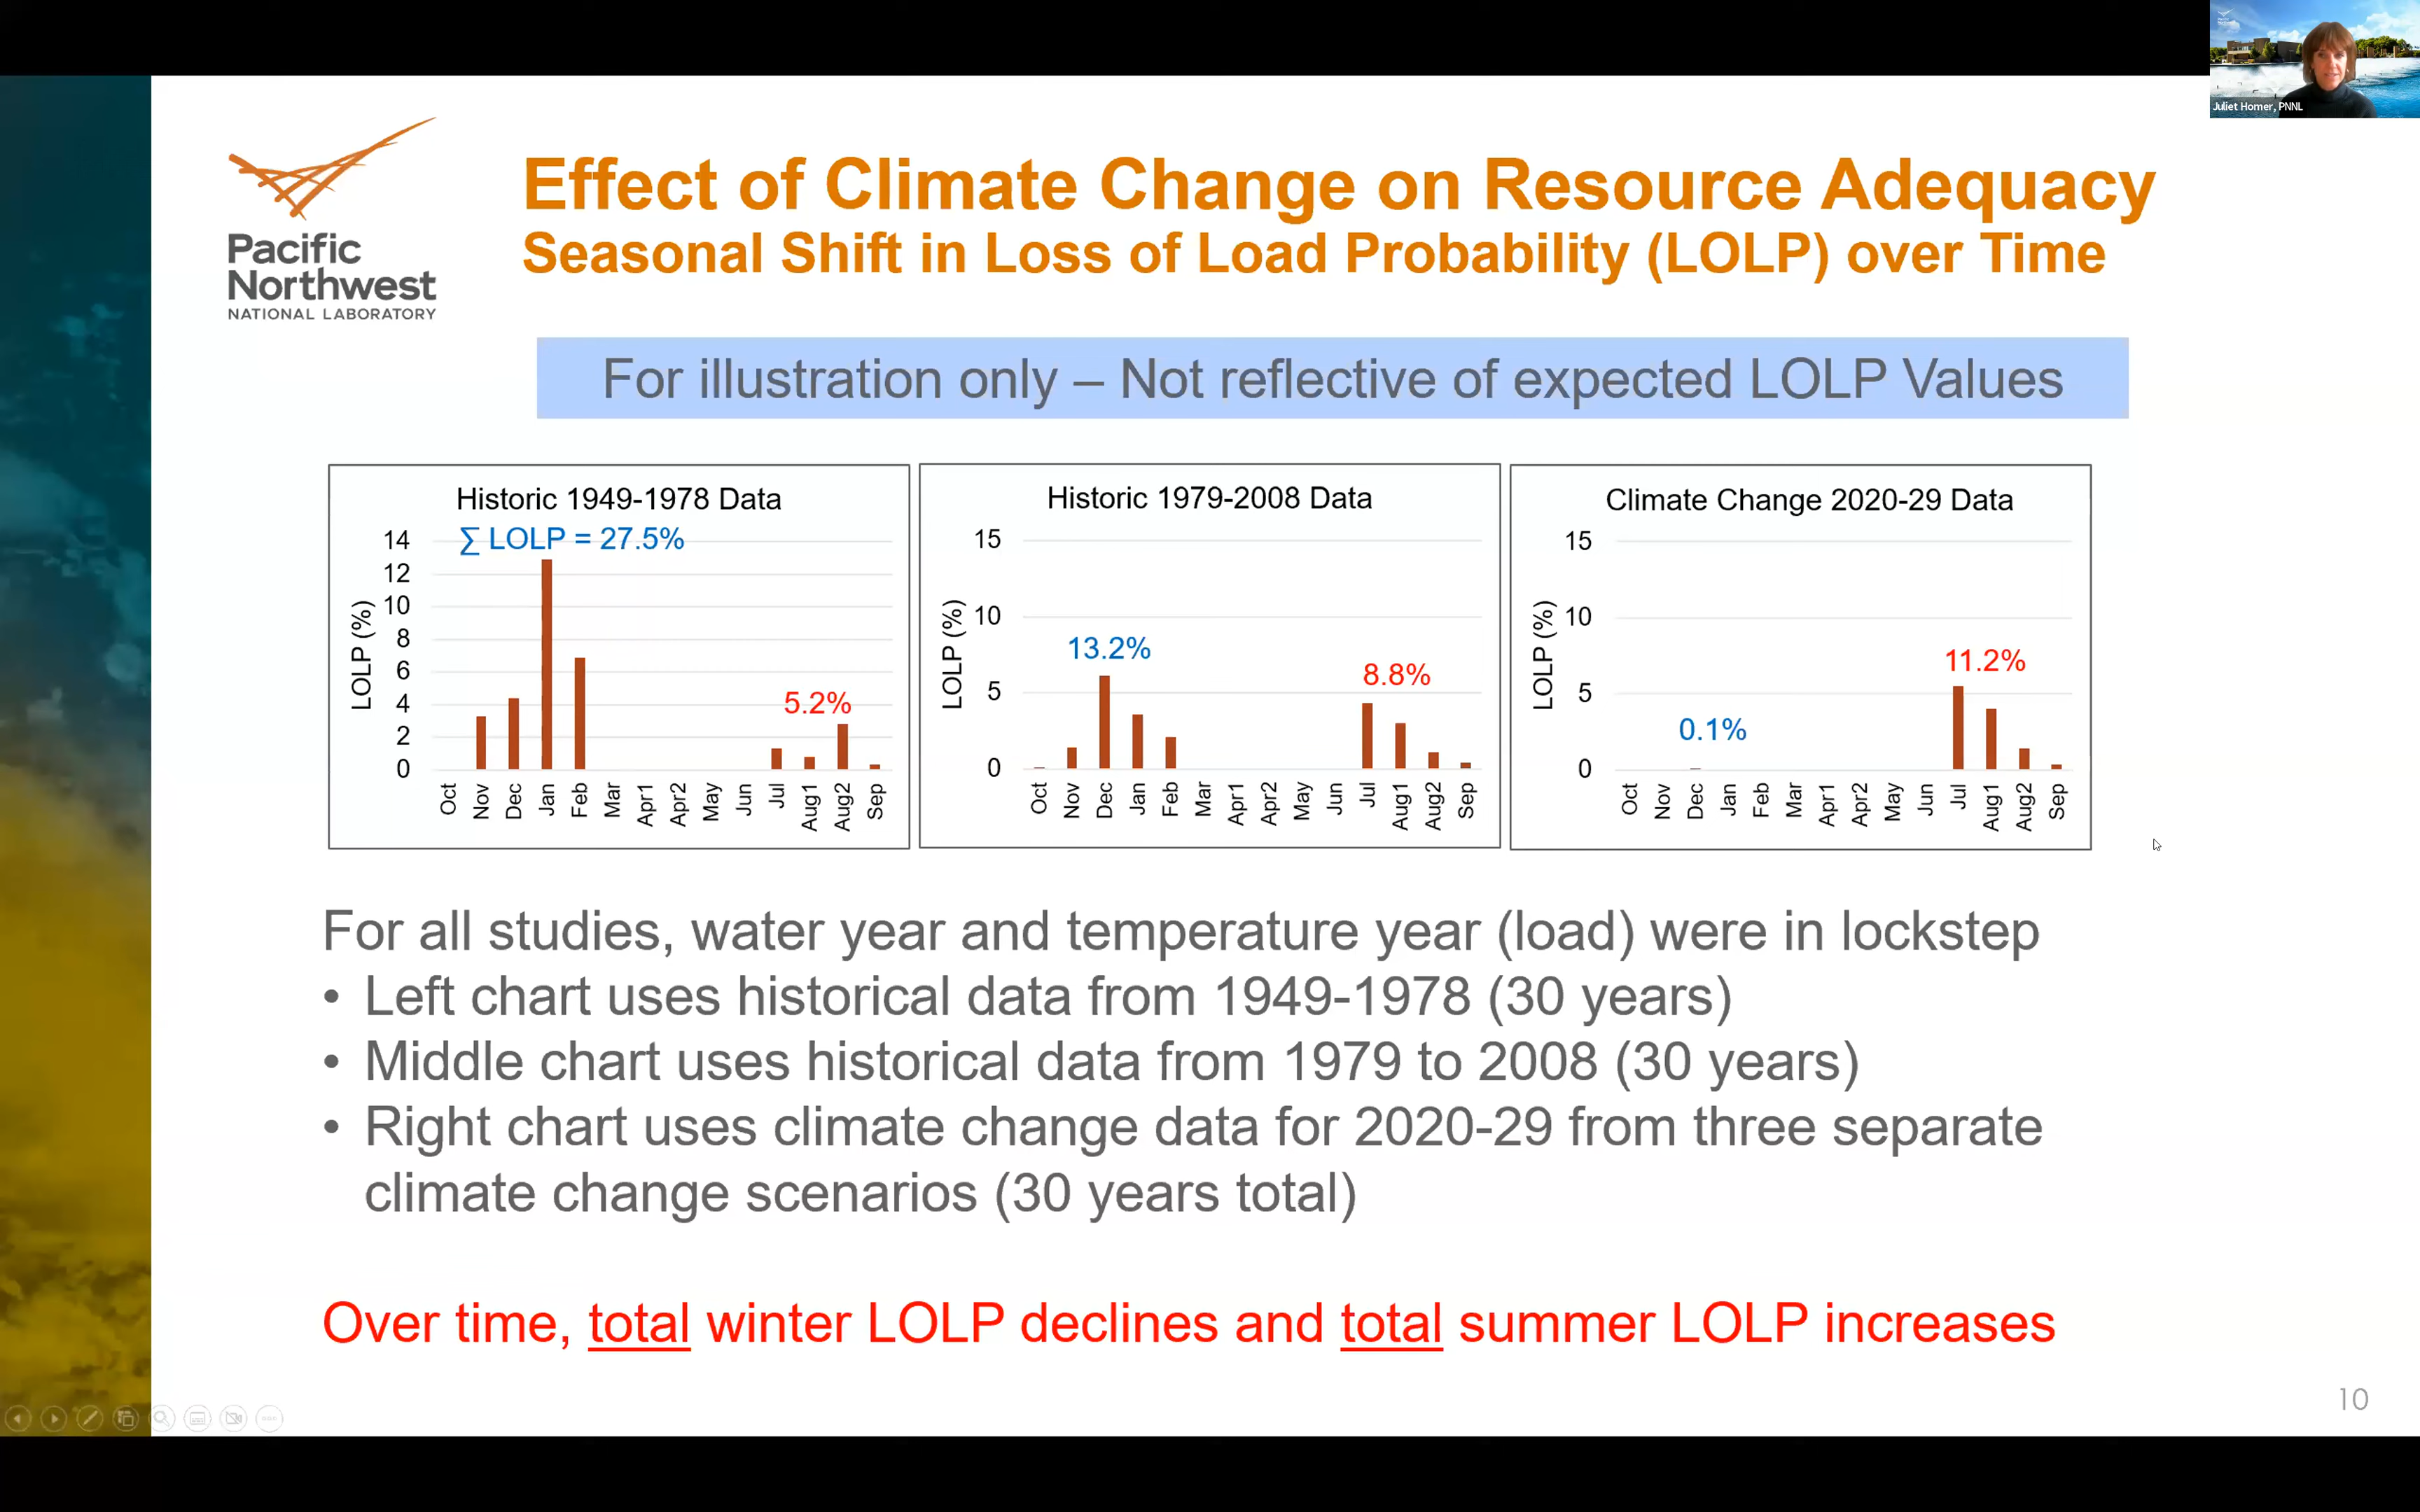 Juliet Homer, PNNL
Pacific
Northwest
NATIONAL LABORATORY
Effect of Climate Change on Resource Adequacy
Seasonal Shift in Loss of Load Probability (LOLP) over Time
For illustration only – Not reflective of expected LOLP Values
Historic 1949-1978 Data
∑ LOLP = 27.5%
14
12
10
8
6
4
2
0
LOLP (%)
5.2%
Oct
Nov
Dec
Jan
Feb
Mar
Apr1
Apr2
May
Jun
Jul
Aug1
Aug2
Sep
Historic 1979-2008 Data
15
10
5
0
LOLP (%)
13.2%
8.8%
Oct
Nov
Dec
Jan
Feb
Mar
Apr1
Apr2
May
Jun
Jul
Aug1
Aug2
Sep
Climate Change 2020-29 Data
15
10
5
0
LOLP (%)
0.1%
11.2%
Oct
Nov
Dec
Jan
Feb
Mar
Apr1
Apr2
May
Jun
Jul
Aug1
Aug2
Sep
For all studies, water year and temperature year (load) were in lockstep
• Left chart uses historical data from 1949-1978 (30 years)
• Middle chart uses historical data from 1979 to 2008 (30 years)
• Right chart uses climate change data for 2020-29 from three separate
climate change scenarios (30 years total)
Over time, total winter LOLP declines and total summer LOLP increases
10